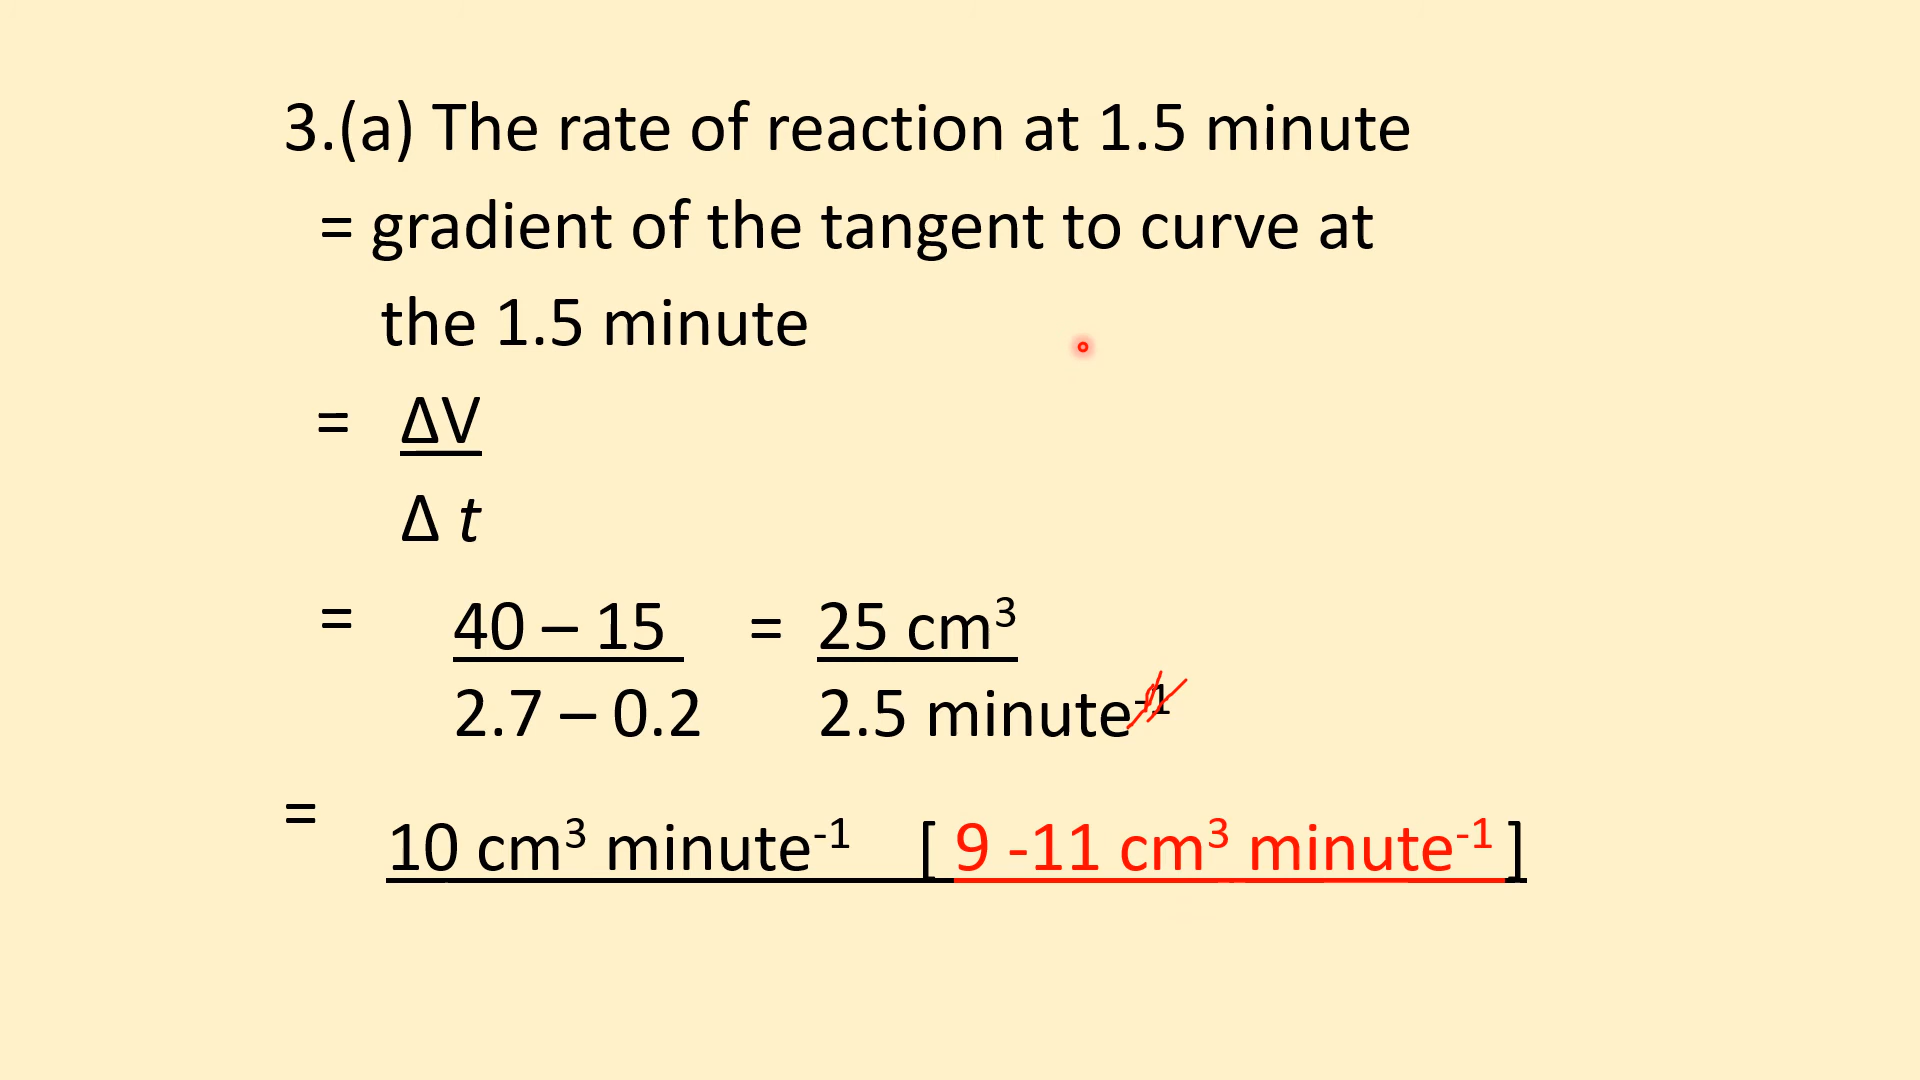 3.(a) The rate of reaction at 1.5 minute
= gradient of the tangent to curve at
the 1.5 minute
= ΔV
Δ t
= 40 – 15 = 25 cm³
2.7 – 0.2 2.5 minute⁻¹
= 10 cm³ minute⁻¹ [ 9 -11 cm³ minute⁻¹ ]